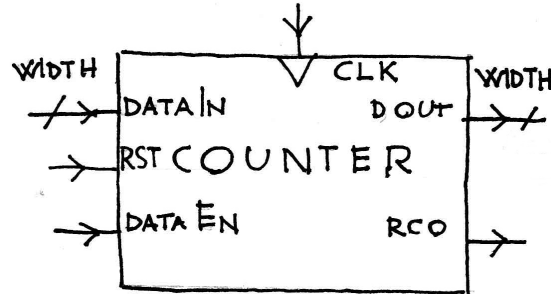 WIDTH
CLK
WIDTH
DATAIN
DOUT
RST COUNTER
DATA EN
RCO